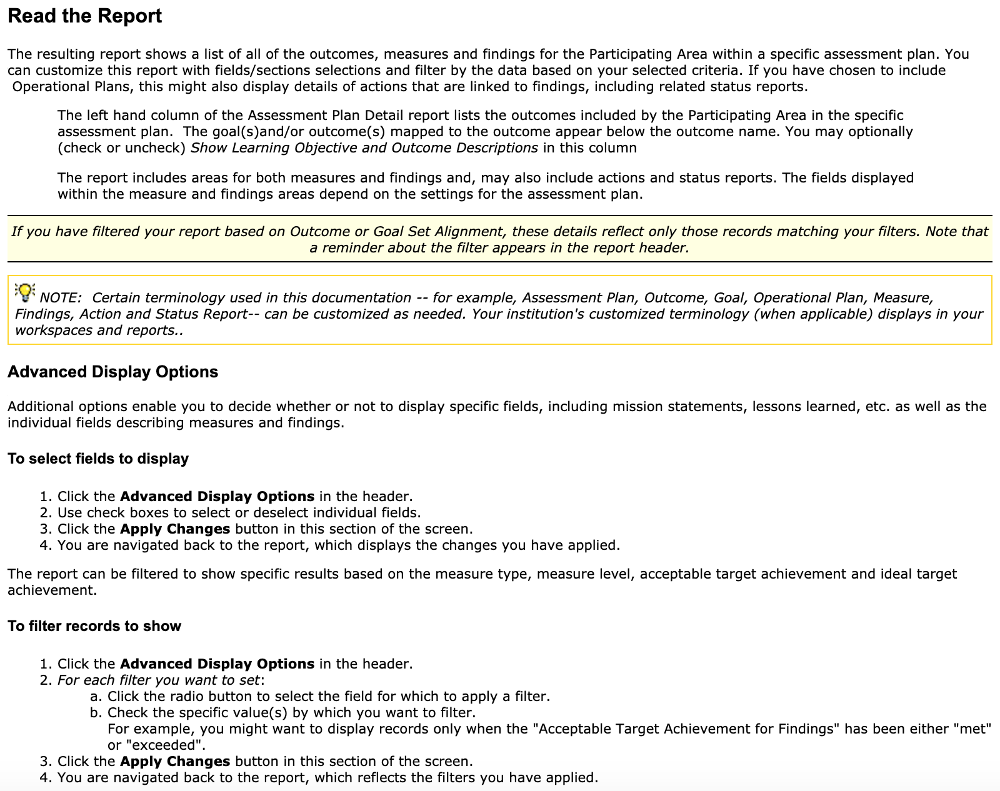 Read the Report
The resulting report shows a list of all of the outcomes, measures and findings for the Participating Area within a specific assessment plan. You
can customize this report with fields/sections selections and filter by the data based on your selected criteria. If you have chosen to include
Operational Plans, this might also display details of actions that are linked to findings, including related status reports.
The left hand column of the Assessment Plan Detail report lists the outcomes included by the Participating Area in the specific
assessment plan.  The goal(s)and/or outcome(s) mapped to the outcome appear below the outcome name. You may optionally
(check or uncheck) Show Learning Objective and Outcome Descriptions in this column
The report includes areas for both measures and findings and, may also include actions and status reports. The fields displayed
within the measure and findings areas depend on the settings for the assessment plan.
If you have filtered your report based on Outcome or Goal Set Alignment, these details reflect only those records matching your filters. Note that
a reminder about the filter appears in the report header.
NOTE:  Certain terminology used in this documentation -- for example, Assessment Plan, Outcome, Goal, Operational Plan, Measure,
Findings, Action and Status Report-- can be customized as needed. Your institution's customized terminology (when applicable) displays in your
workspaces and reports..
Advanced Display Options
Additional options enable you to decide whether or not to display specific fields, including mission statements, lessons learned, etc. as well as the
individual fields describing measures and findings.
To select fields to display
1. Click the Advanced Display Options in the header.
2. Use check boxes to select or deselect individual fields.
3. Click the Apply Changes button in this section of the screen.
4. You are navigated back to the report, which displays the changes you have applied.
The report can be filtered to show specific results based on the measure type, measure level, acceptable target achievement and ideal target
achievement.
To filter records to show
1. Click the Advanced Display Options in the header.
2. For each filter you want to set:
a. Click the radio button to select the field for which to apply a filter.
b. Check the specific value(s) by which you want to filter.
For example, you might want to display records only when the "Acceptable Target Achievement for Findings" has been either "met"
or "exceeded".
3. Click the Apply Changes button in this section of the screen.
4. You are navigated back to the report, which reflects the filters you have applied.